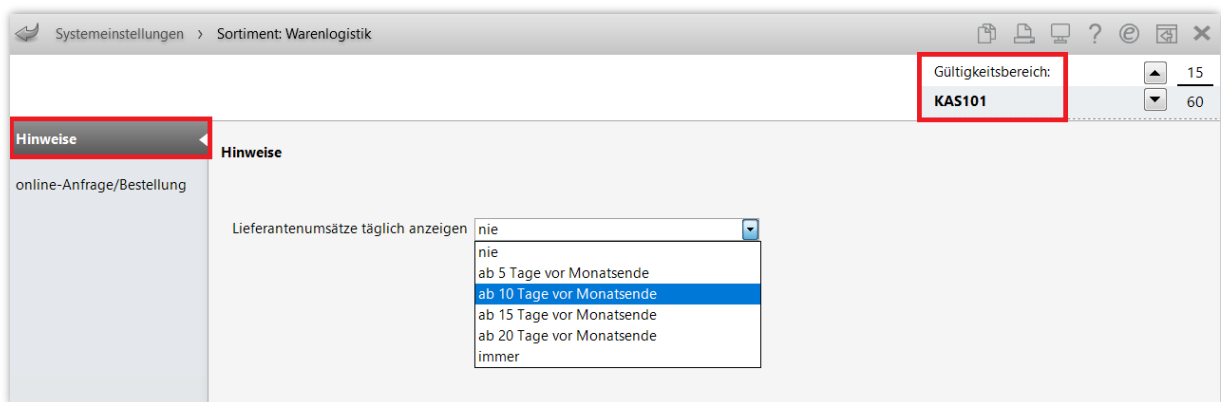 Systemeinstellungen > Sortiment: Warenlogistik
Gültigkeitsbereich:
15
KAS101
60
Hinweise
online-Anfrage/Bestellung
Hinweise
Lieferantenumsätze täglich anzeigen nie
nie
ab 5 Tage vor Monatsende
ab 10 Tage vor Monatsende
ab 15 Tage vor Monatsende
ab 20 Tage vor Monatsende
immer